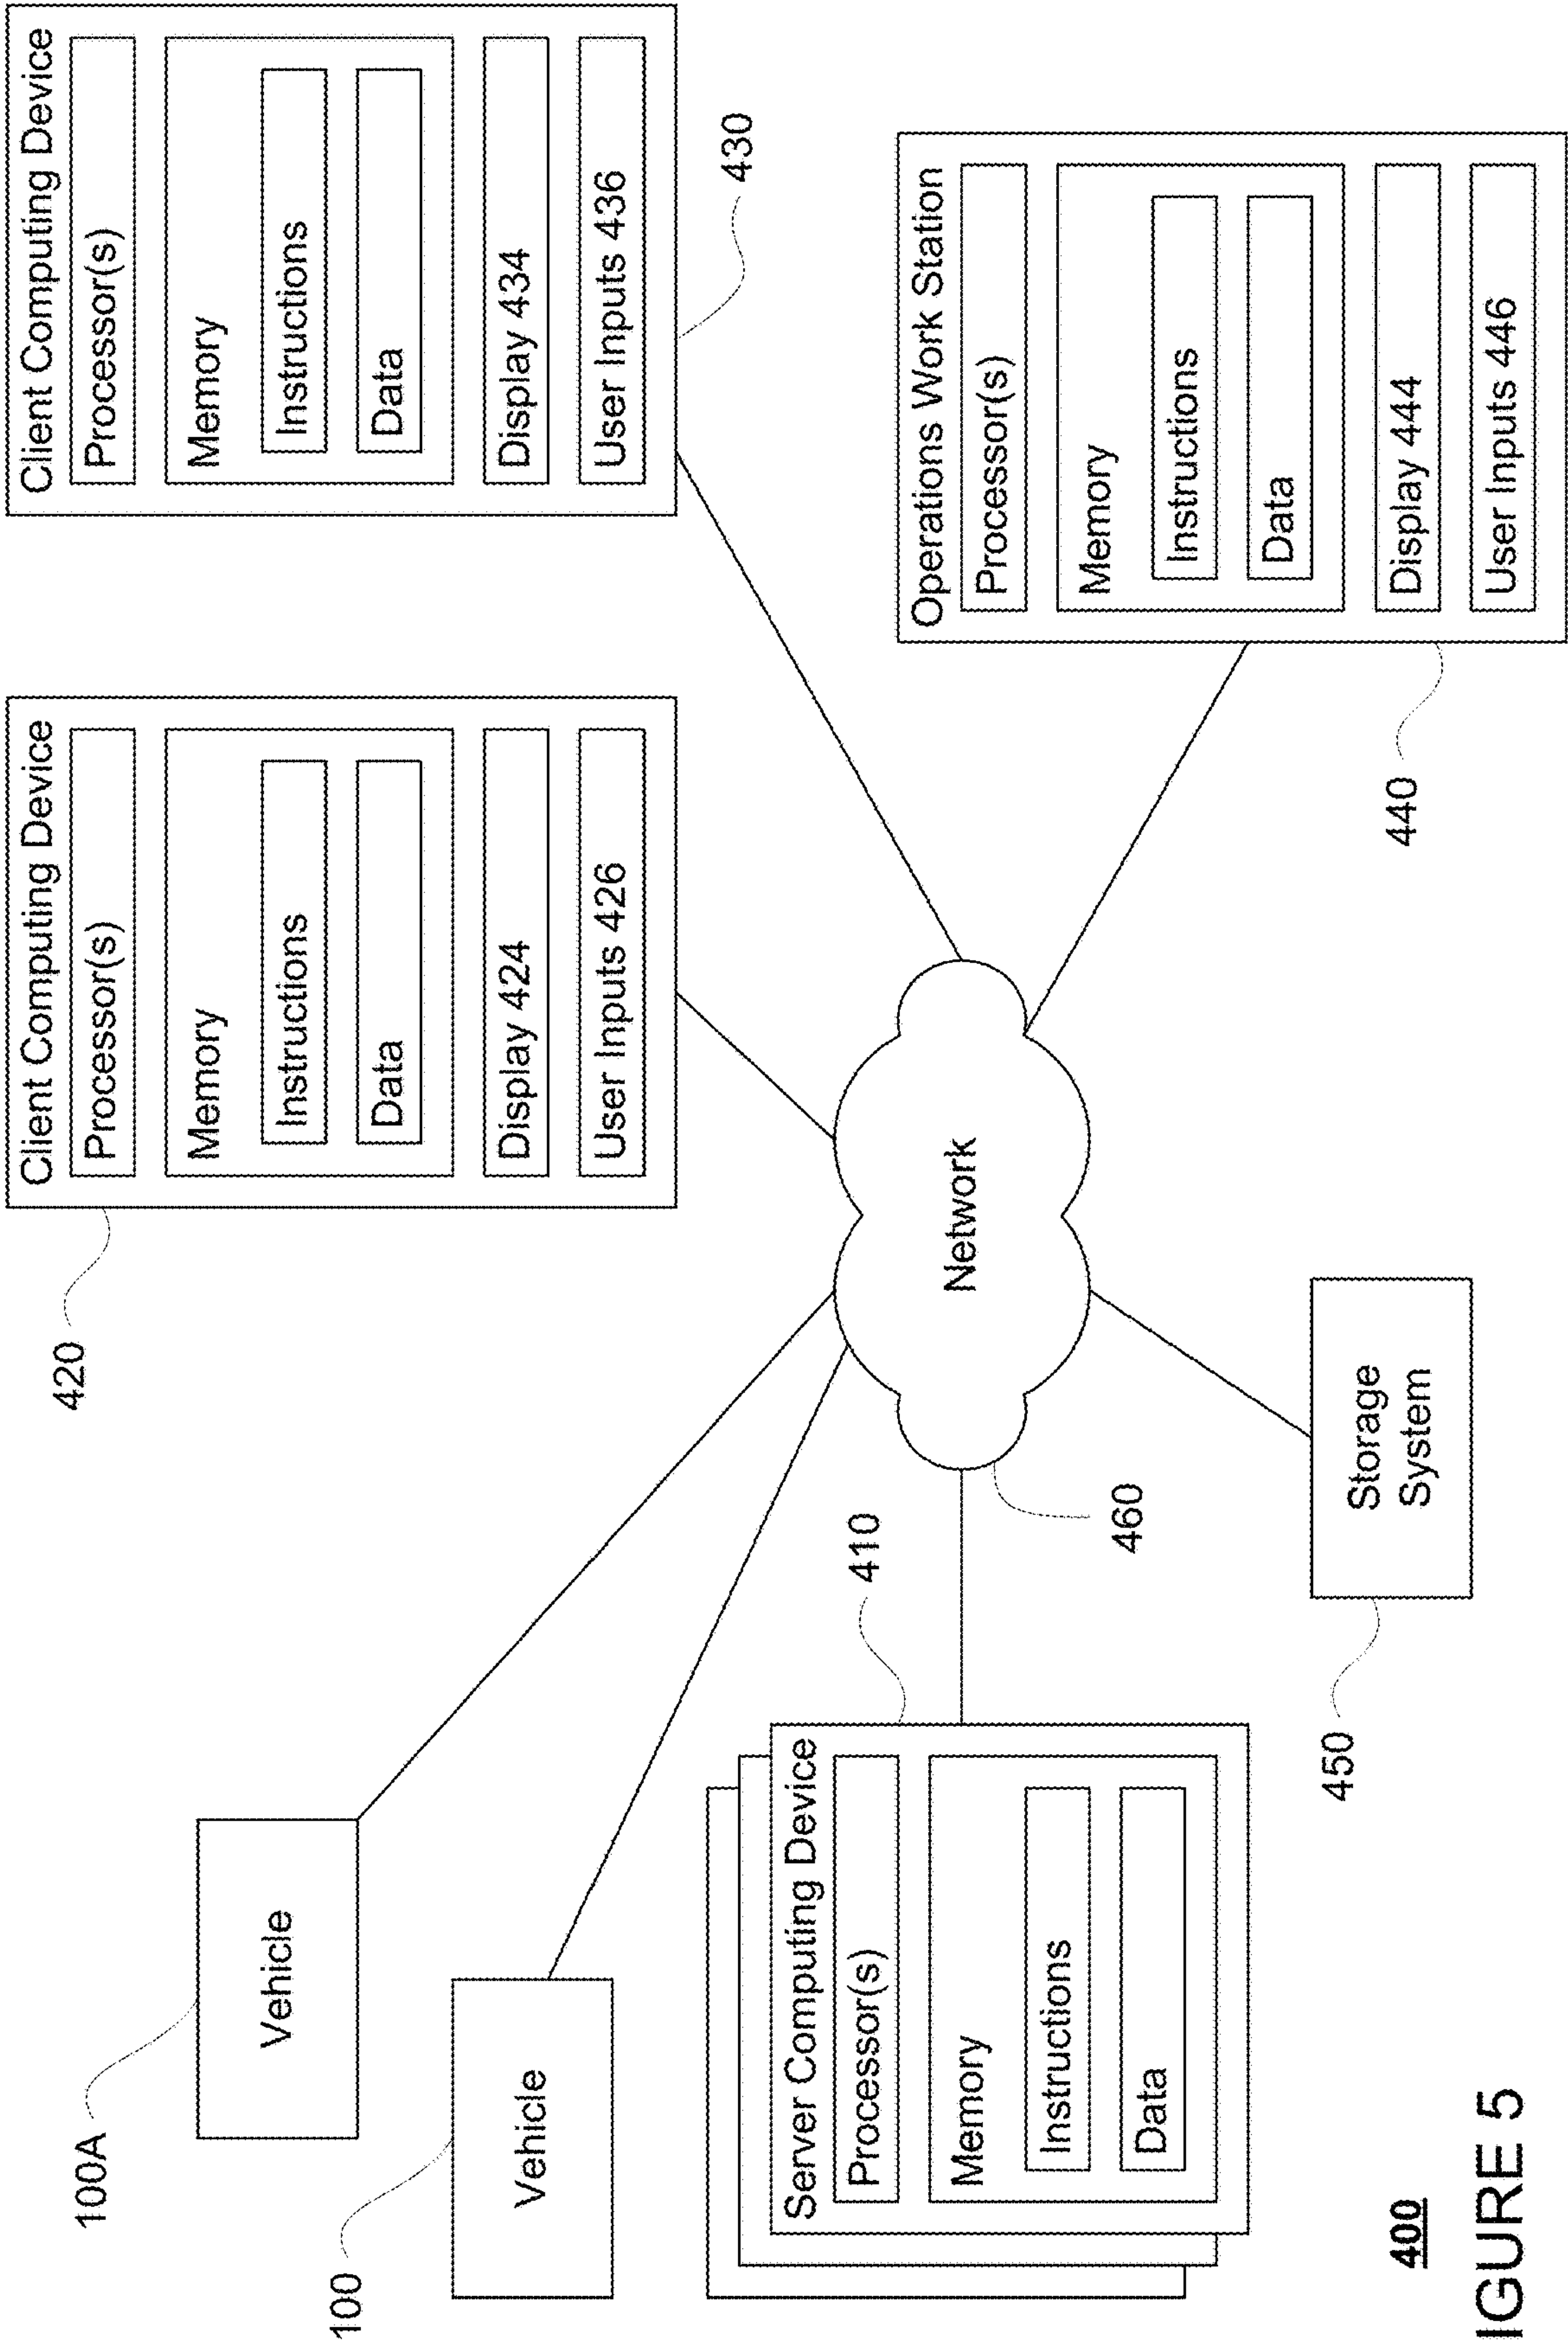 Client Computing Device
Processor(s)
Memory
Instructions
Data
Display 424
User Inputs 426
420
Client Computing Device
Processor(s)
Memory
Instructions
Data
Display 434
User Inputs 436
430
100A
Vehicle
100
Vehicle
Server Computing Device
Processor(s)
Memory
Instructions
Data
410
Network
460
Storage
System
450
Operations Work Station
Processor(s)
Memory
Instructions
Data
Display 444
User Inputs 446
440
400
IGURE 5